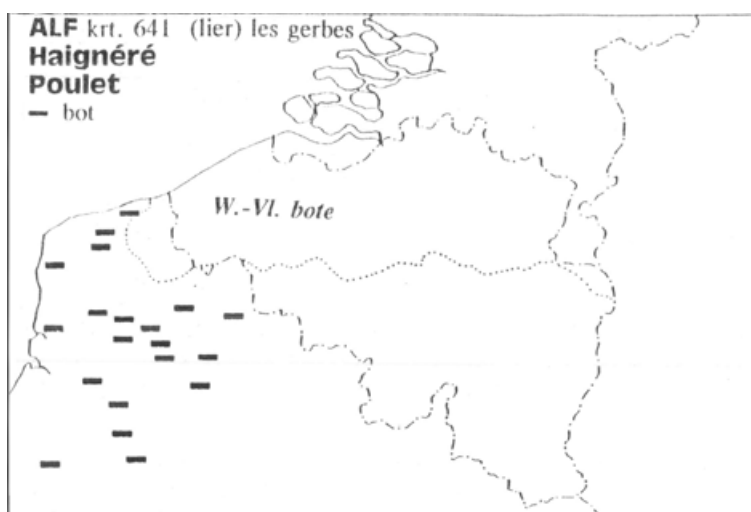 ALF krt. 641 (lier) les gerbes
Haignéré
Poulet
bot
W.-Vl. bote